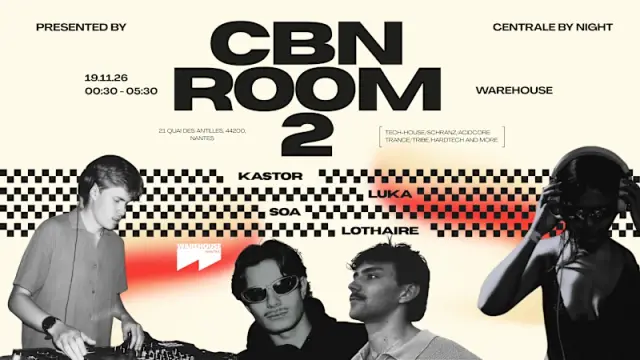 PRESENTED BY
CENTRALE BY NIGHT
CBN
ROOM
2
19.11.26
00:30 - 05:30
WAREHOUSE
21 QUAI DES ANTILLES, 44200,
NANTES
TECH-HOUSE/SCHRANZ/ACIDCORE
TRANCE/TRIBE/HARDTECH AND MORE
KASTOR
LUKA
SOA
LOTHAIRE
WAREHOUSE